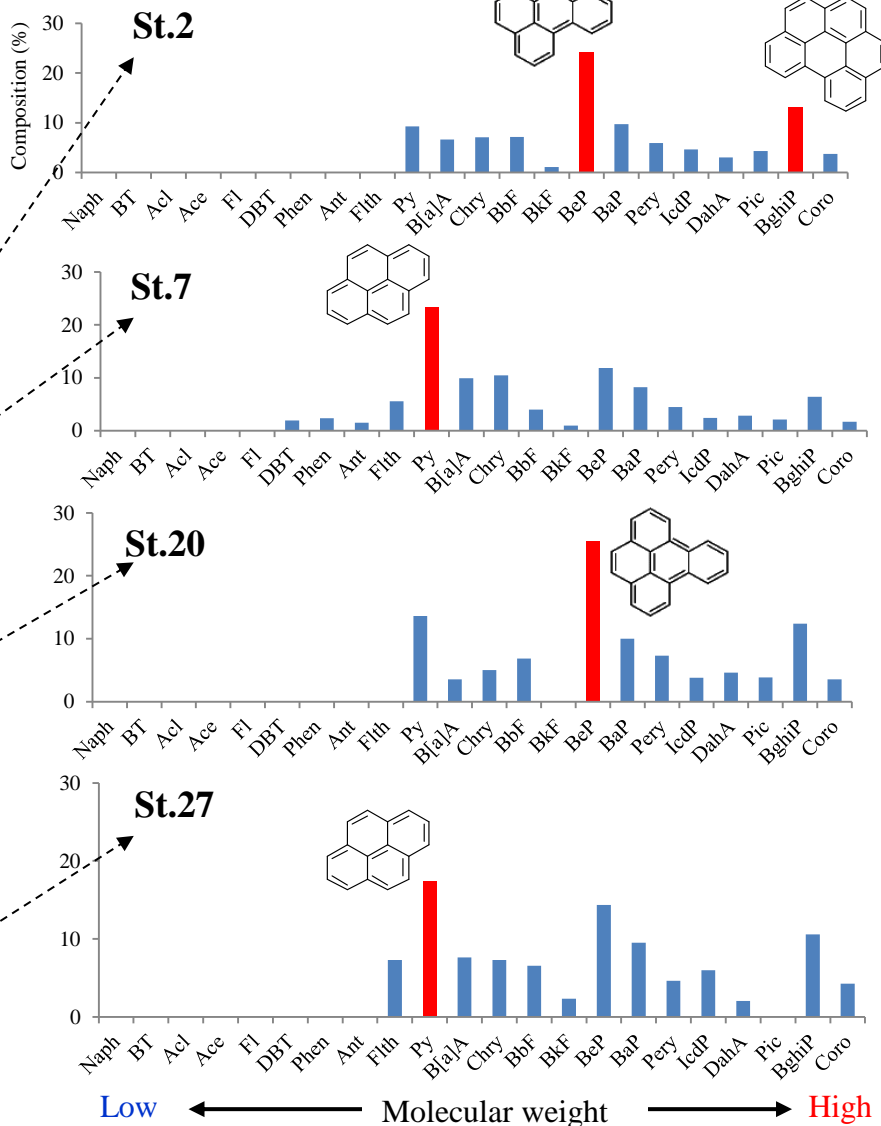 Composition (%)
30
20
10
0
St.2
Naph BT Acl Ace Fl DBT Phen Ant Flth Py B[a]A Chry BbF BkF BeP BaP Pery IcdP DahA Pic BghiP Coro
30
20
10
0
St.7
Naph BT Acl Ace Fl DBT Phen Ant Flth Py B[a]A Chry BbF BkF BeP BaP Pery IcdP DahA Pic BghiP Coro
30
20
10
0
St.20
Naph BT Acl Ace Fl DBT Phen Ant Flth Py B[a]A Chry BbF BkF BeP BaP Pery IcdP DahA Pic BghiP Coro
30
20
10
0
St.27
Naph BT Acl Ace Fl DBT Phen Ant Flth Py B[a]A Chry BbF BkF BeP BaP Pery IcdP DahA Pic BghiP Coro
Low Molecular weight High